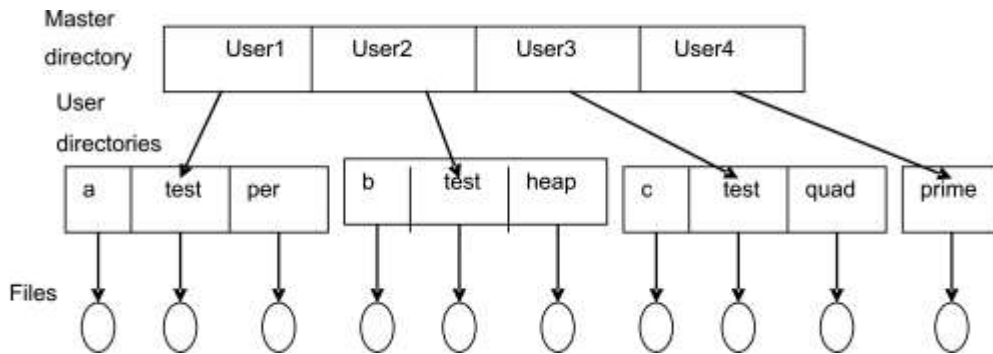 Master
directory
User1 User2 User3 User4
User
directories
a test per b test heap c test quad prime
Files